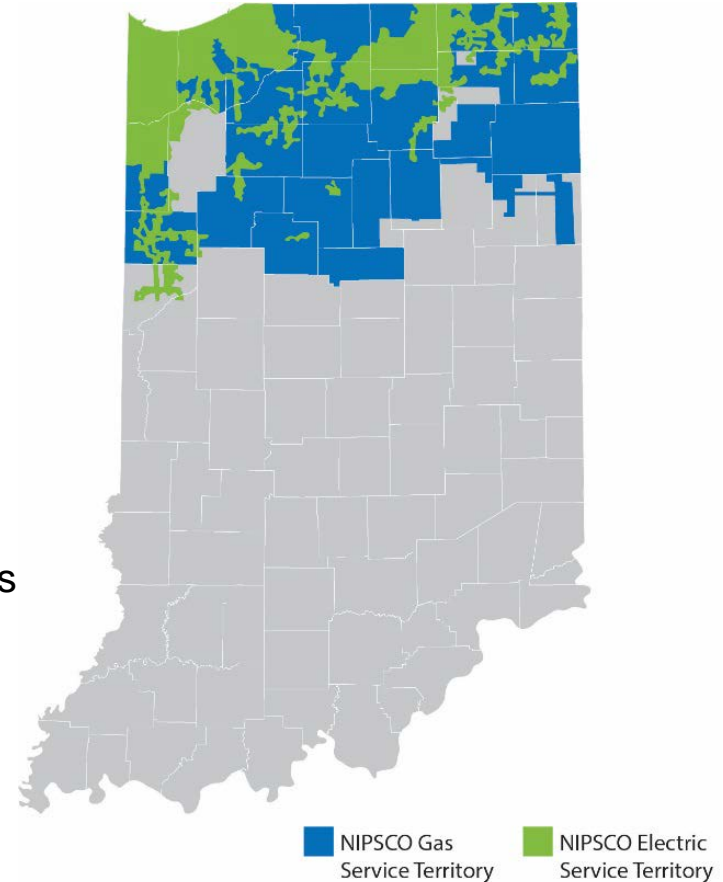 s
NIPSCO Gas
Service Territory
NIPSCO Electric
Service Territory